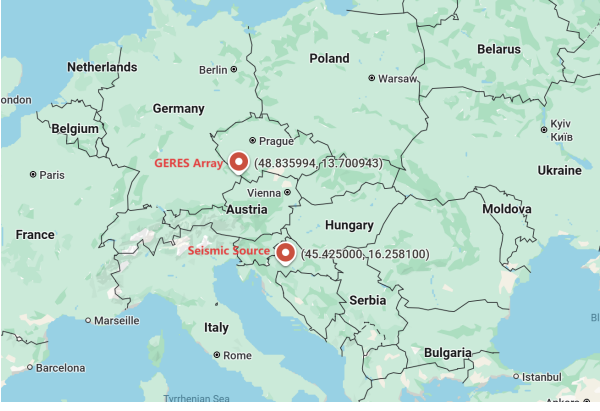 Belarus
Poland
Netherlands
Berlin
Warsaw
ondon
Germany
Belgium
Kyiv
Київ
Prague
GERES Array
(48.835994, 13.700943)
Ukraine
Paris
Vienna
Austria
Moldova
Hungary
France
Seismic Source
(45.425000, 16.258100)
Serbia
Marseille
Italy
Bl
Rome
Bulgaria
Barcelona
Istanbul
Tyrrhenian Sea
Ankara